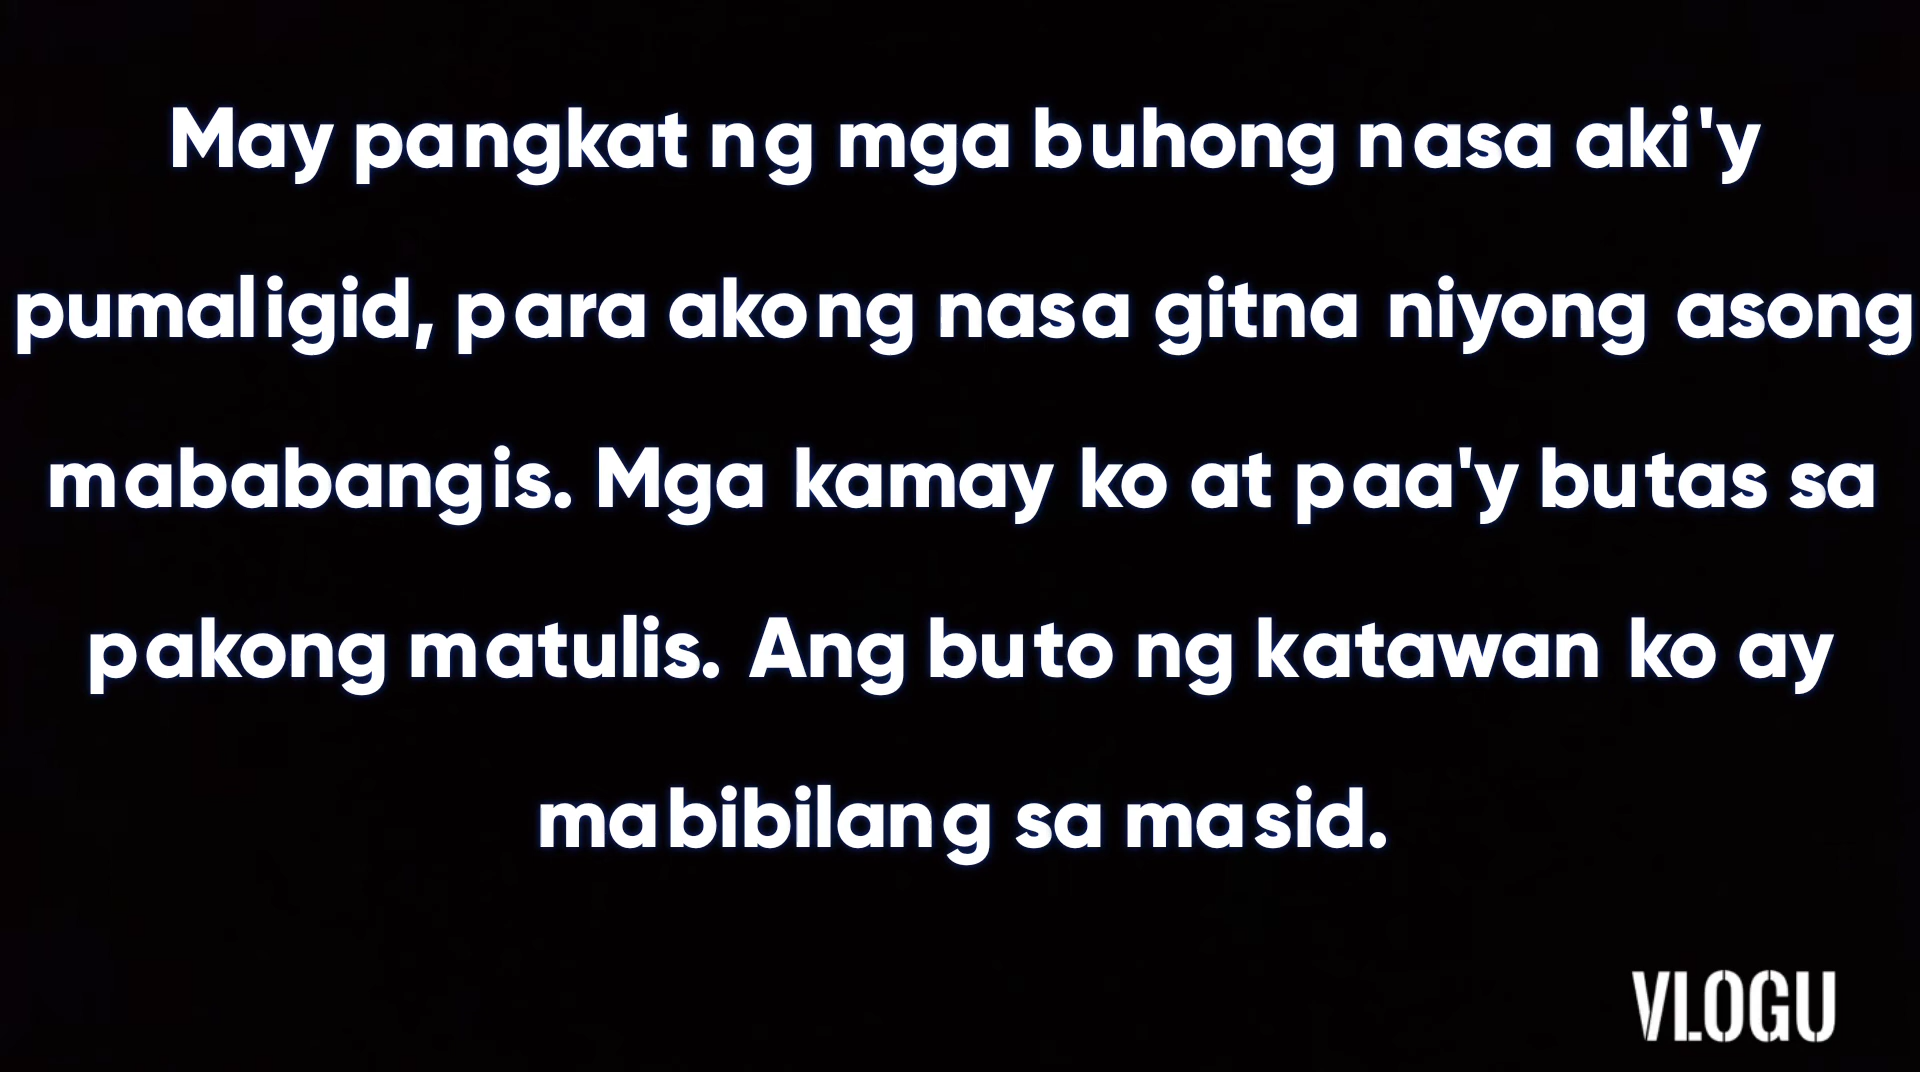 May pangkat ng mga buhong nasa aki'y
pumaligid, para akong nasa gitna niyong asong
mababangis. Mga kamay ko at paa'y butas sa
pakong matulis. Ang buto ng katawan ko ay
mabibilang sa masid.
VLOGU